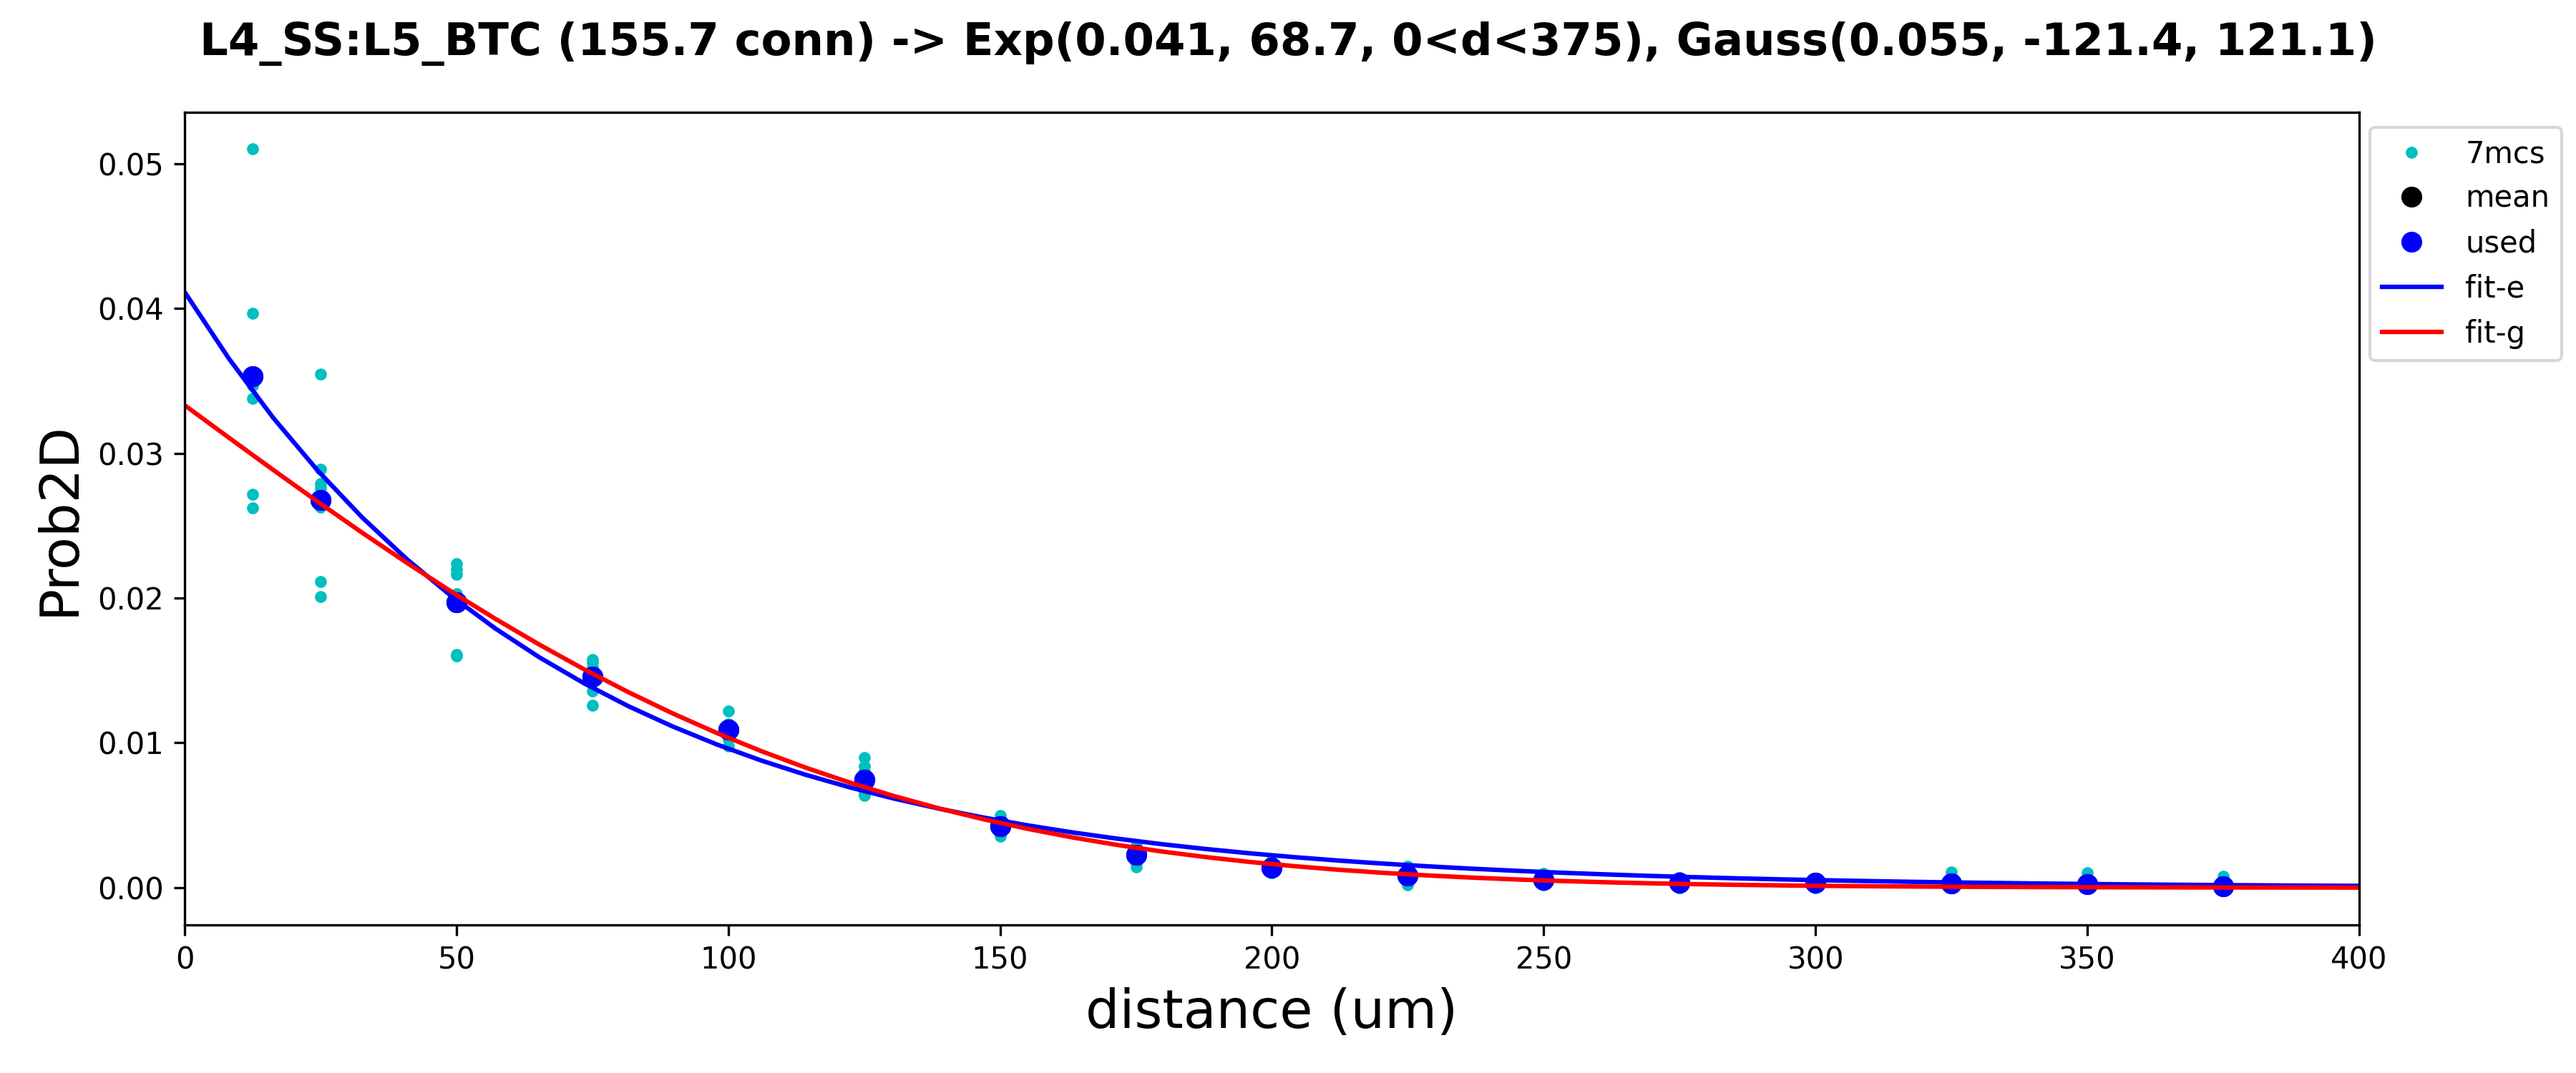 L4_SS:L5_BTC (155.7 conn) -> Exp(0.041, 68.7, 0<d<375), Gauss(0.055, -121.4, 121.1)
0.05
0.04
0.03
0.02
0.01
0.00
Prob2D
0 50 100 150 200 250 300 350 400
distance (um)
7mcs
mean
used
fit-e
fit-g